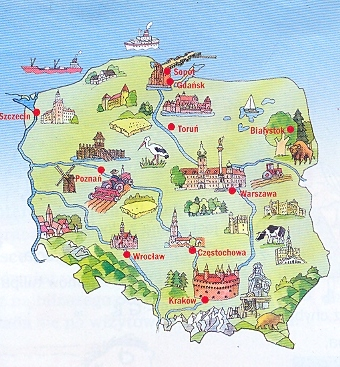 Sopot
Gdańsk
Szczecin
Toruń
Białystok
Poznań
Warszawa
Wrocław
Częstochowa
Kraków